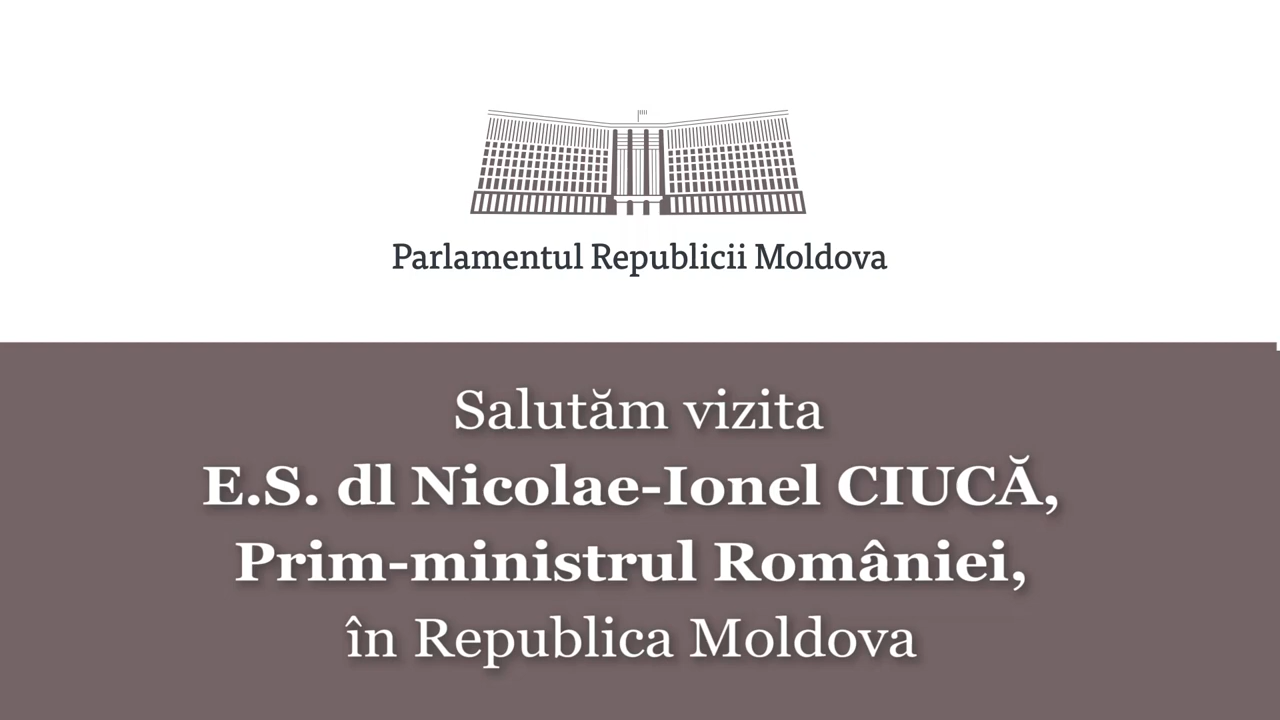 Parlamentul Republicii Moldova
Salutăm vizita
E.S. dl Nicolae-Ionel CIUCĂ,
Prim-ministrul României,
în Republica Moldova